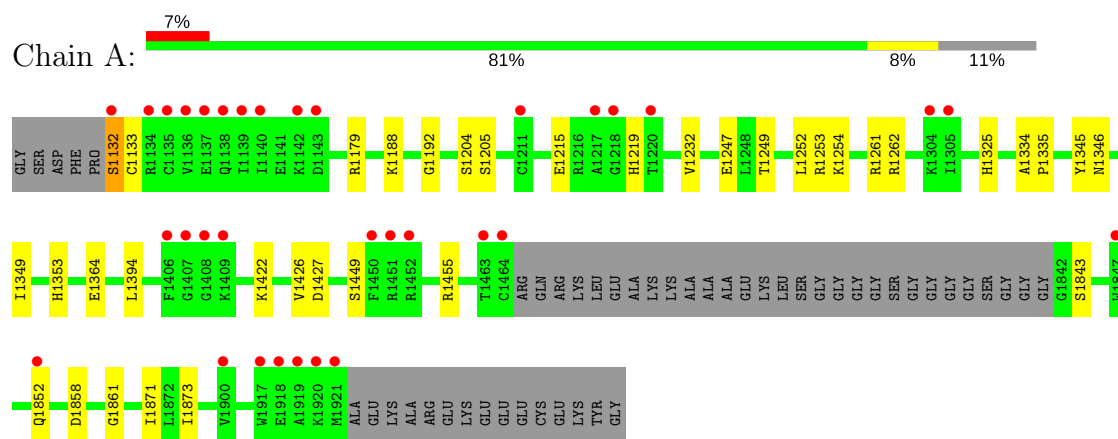 7%
Chain A:
81% 8% 11%
GLY SER ASP PHE PRO S1132 C1133 R1134 C1135 V1136 E1137 Q1138 I1139 I1140 E1141 K1142 D1143 R1179 K1188 G1192 S1204 S1205 C1211 E1215 R1216 A1217 G1218 H1219 T1220 V1232 E1247 L1248 T1249 L1252 R1253 K1254 R1261 R1262 K1304 I1305 H1325 A1334 P1335 Y1345 N1346
I1349 H1353 E1364 L1394 F1406 G1407 G1408 K1409 K1422 V1426 D1427 S1449 F1450 R1451 R1452 R1455 T1463 C1464 ARG GLN ARG LYS LEU GLU ALA LYS LYS ALA ALA ALA GLU LYS LEU SER GLY GLY GLY GLY SER GLY GLY GLY GLY SER GLY GLY GLY GLY G1842 S1843 W1847
Q1852 D1858 G1861 I1871 L1872 I1873 V1900 W1917 E1918 A1919 K1920 M1921 ALA GLU LYS ALA ARG GLU LYS GLU GLU CYS GLU LYS TYR GLY